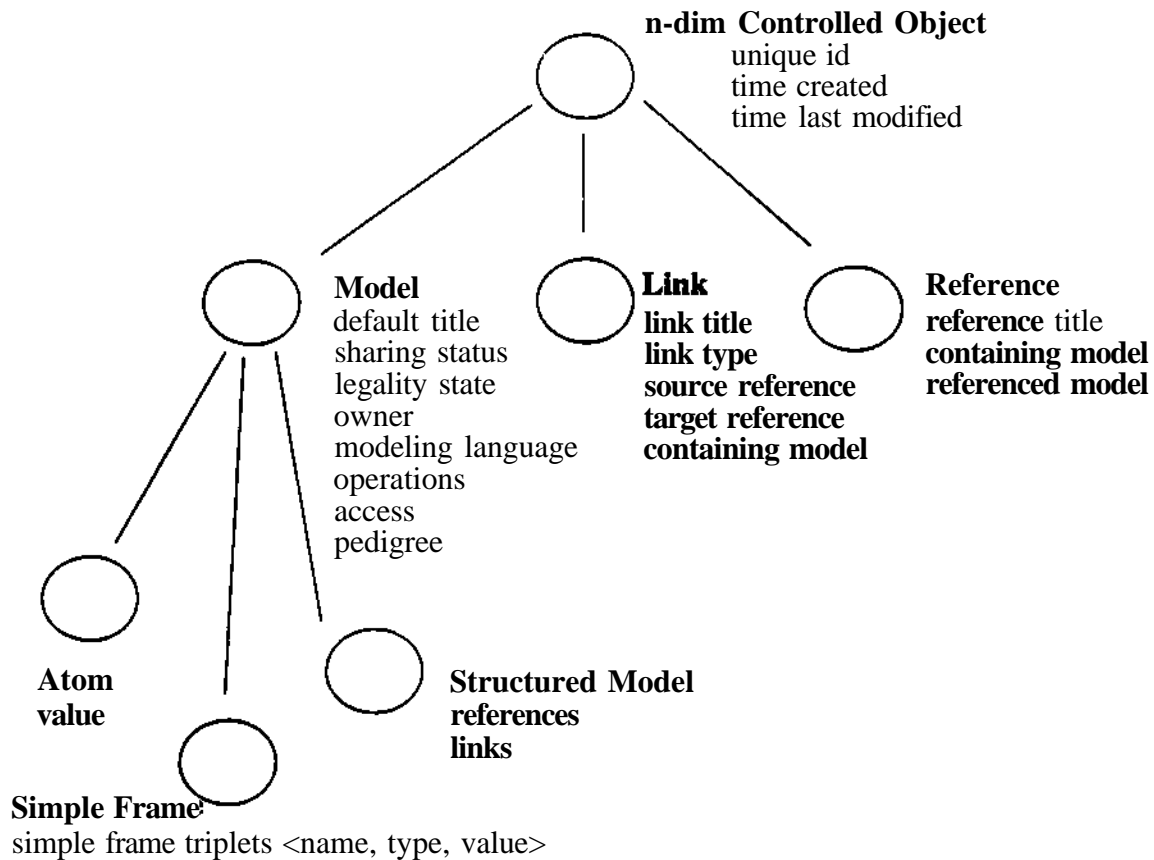 n-dim Controlled Object
unique id
time created
time last modified
Model
default title
sharing status
legality state
owner
modeling language
operations
access
pedigree
Link
link title
link type
source reference
target reference
containing model
Reference
reference title
containing model
referenced model
Atom
value
Structured Model
references
links
Simple Frame
simple frame triplets <name, type, value>